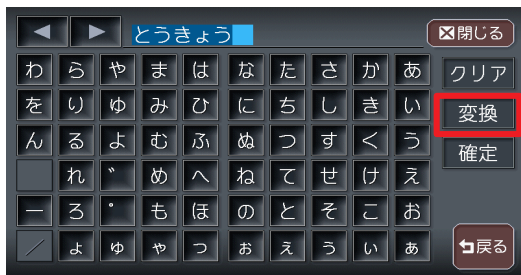 ◀ ▶ とうきょう ✕閉じる
わ ら や ま は な た さ か あ クリア
を り ゆ み ひ に ち し き い 変換
ん る よ む ふ ぬ つ す く う 確定
れ ゛ め へ ね て せ け え
ー ろ ゜ も ほ の と そ こ お
／ ょ ゅ ゃ っ ぉ ぇ ぅ ぃ ぁ 戻る